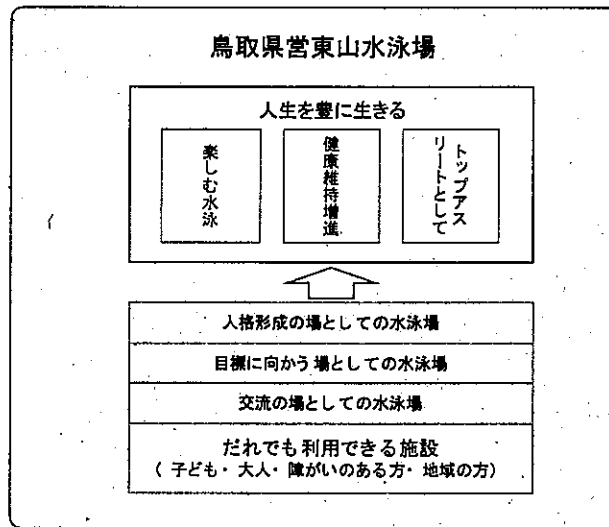 鳥取県営東山水泳場
人生を豊に生きる
楽しむ水泳
健康維持増進
トップアス
リートとして
人格形成の場としての水泳場
目標に向かう場としての水泳場
交流の場としての水泳場
だれでも利用できる施設
(子ども・大人・障がいのある方・地域の方)